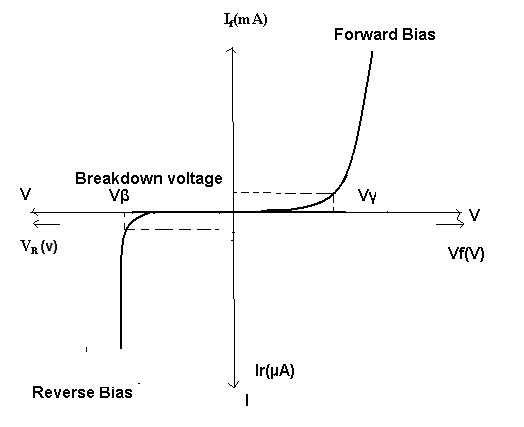 If(mA)
Forward Bias
Breakdown voltage
V
Vβ
Vγ
V
VR(v)
Vf(V)
Ir(µA)
Reverse Bias
I